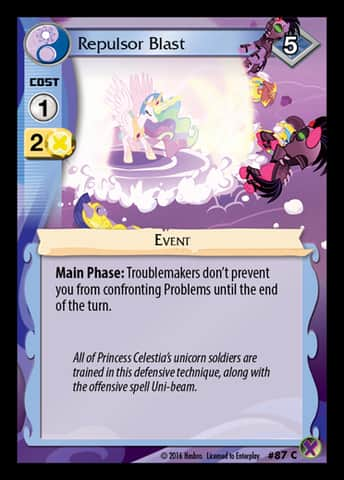 Repulsor Blast
5
COST
1
2
EVENT
Main Phase: Troublemakers don't prevent
you from confronting Problems until the end
of the turn.
All of Princess Celestia's unicorn soldiers are
trained in this defensive technique, along with
the offensive spell Uni-beam.
© 2016 Hasbro Licensed to Enterplay #87 C